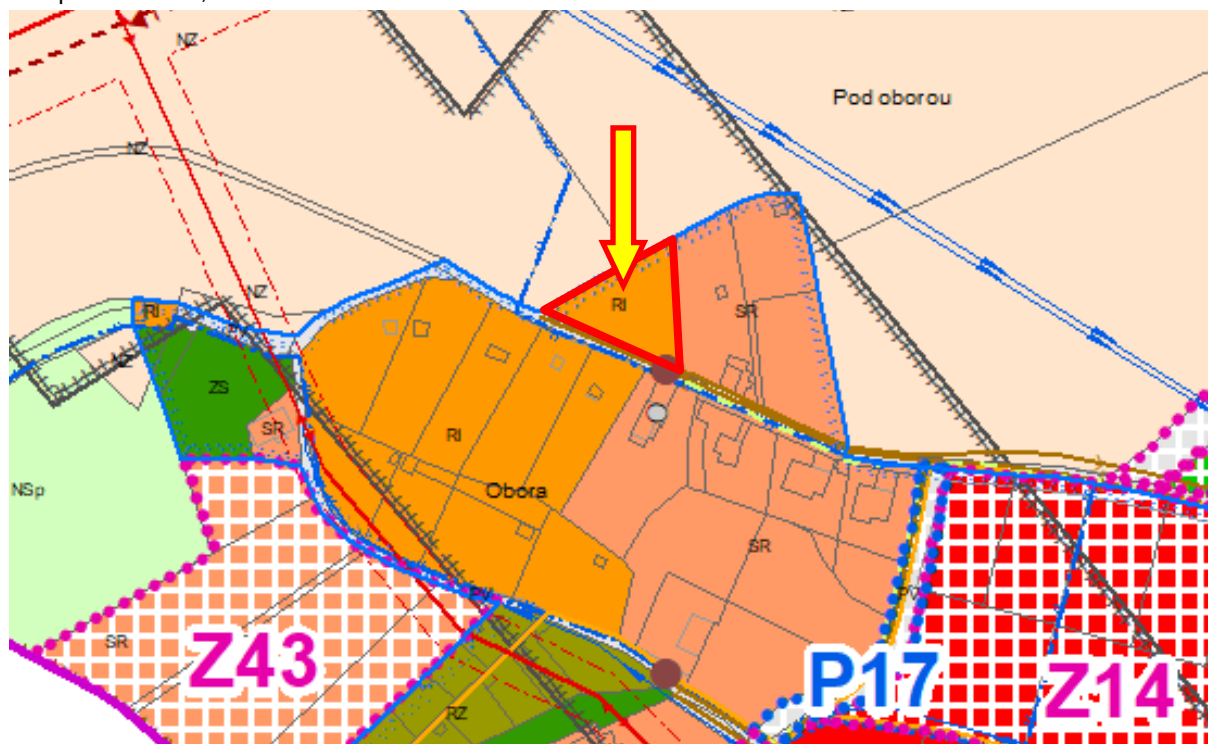 NZ
Pod oborou
NZ
NZ
RI
RI
SR
NZ
ZS
SR
RI
NSp
Obora
SR
PV
PV
SR
Z43
P17
Z14
RZ